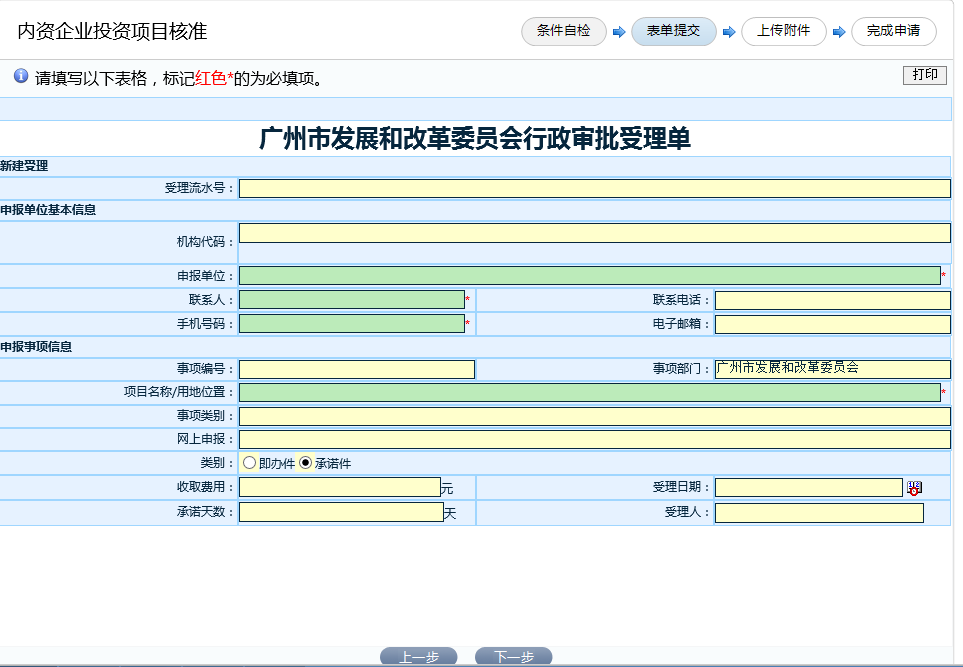 内资企业投资项目核准
条件自检 表单提交 上传附件 完成申请
请填写以下表格，标记红色*的为必填项。 打印
广州市发展和改革委员会行政审批受理单
新建受理
受理流水号：
申报单位基本信息
机构代码：
申报单位： *
联系人： * 联系电话：
手机号码： * 电子邮箱：
申报事项信息
事项编号： 事项部门：广州市发展和改革委员会
项目名称/用地位置： *
事项类别：
网上申报：
类别： 即办件 承诺件
收取费用： 元 受理日期：
承诺天数： 天 受理人：
上一步 下一步